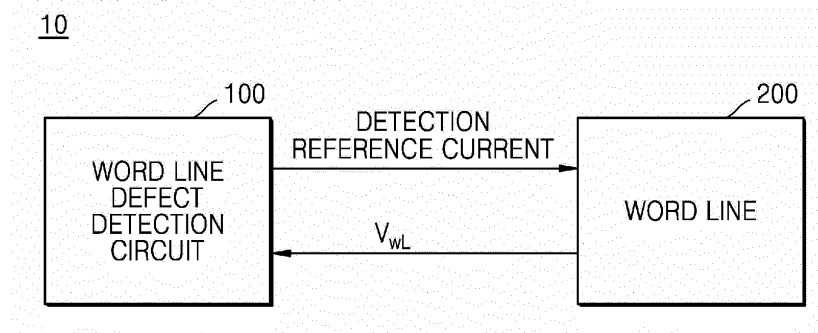 10
100
200
DETECTION
REFERENCE CURRENT
WORD LINE
DEFECT
DETECTION
CIRCUIT
WORD LINE
VwL